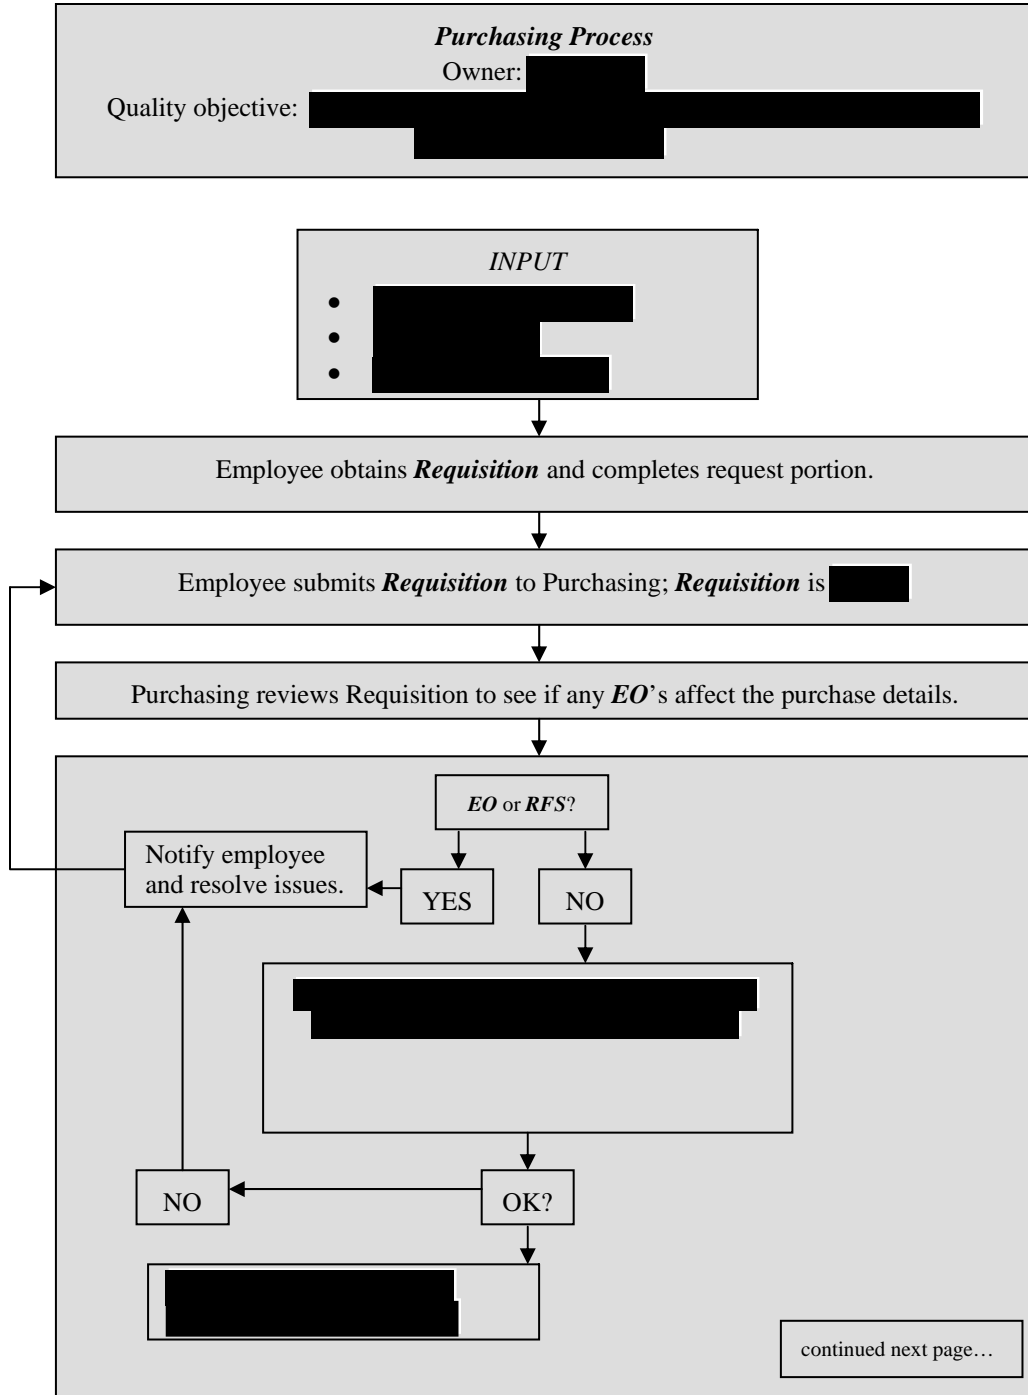 Purchasing Process
Owner:
Quality objective:
INPUT
Employee obtains Requisition and completes request portion.
Employee submits Requisition to Purchasing; Requisition is
Purchasing reviews Requisition to see if any EO's affect the purchase details.
EO or RFS?
Notify employee
and resolve issues.
YES
NO
NO
OK?
continued next page…